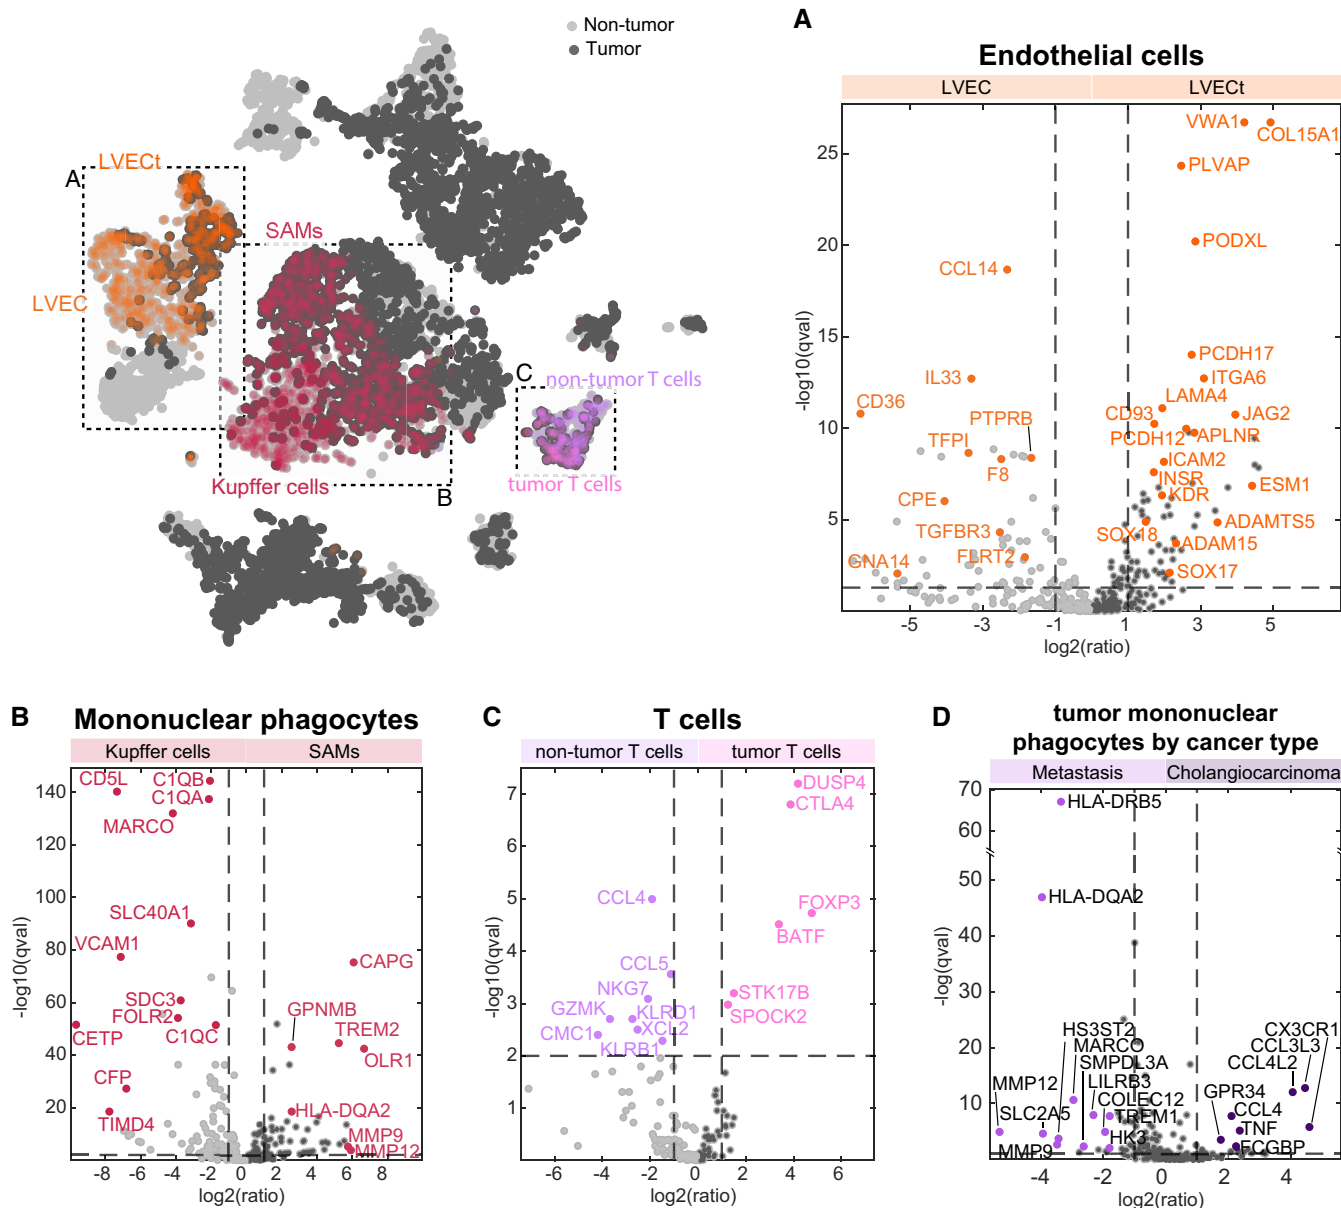 Non-tumor
Tumor
LVECt
A
SAMs
LVEC
C
non-tumor T cells
tumor T cells
Kupffer cells
B
A
Endothelial cells
LVEC
LVECt
VWA1
COL15A1
PLVAP
PODXL
CCL14
PCDH17
ITGA6
IL33
LAMA4
CD36
CD93
JAG2
PTPRB
PCDH12
APLNR
TFPI
F8
ICAM2
INSR
CPE
KDR
ESM1
TGFBR3
SOX18
ADAMTS5
FLRT2
ADAM15
GNA14
SOX17
25
20
15
10
5
-log10(qval)
-5
-3
-1
1
3
5
log2(ratio)
B
Mononuclear phagocytes
Kupffer cells
SAMs
CD5L
C1QB
C1QA
MARCO
SLC40A1
VCAM1
CAPG
SDC3
FOLR2
GPNMB
TREM2
CETP
C1QC
OLR1
CFP
TIMD4
HLA-DQA2
MMP9
MMP12
140
120
100
80
60
40
20
-log10(qval)
-8
-6
-4
-2
0
2
4
6
8
log2(ratio)
C
T cells
non-tumor T cells
tumor T cells
DUSP4
CTLA4
CCL4
FOXP3
BATF
CCL5
NKG7
STK17B
GZMK
KLRD1
SPOCK2
CMC1
XCL2
KLRB1
7
6
5
4
3
2
1
-log10(qval)
-6
-4
-2
0
2
4
6
log2(ratio)
D
tumor mononuclear
phagocytes by cancer type
Metastasis
Cholangiocarcinoma
HLA-DRB5
HLA-DQA2
HS3ST2
MARCO
SMPDL3A
CX3CR1
CCL3L3
CCL4L2
MMP12
LILRB3
GPR34
SLC2A5
COLEC12
CCL4
TREM1
TNF
MMP9
HK3
FCGBP
70
60
50
40
30
20
10
-log(qval)
-4
-2
0
2
4
log2(ratio)